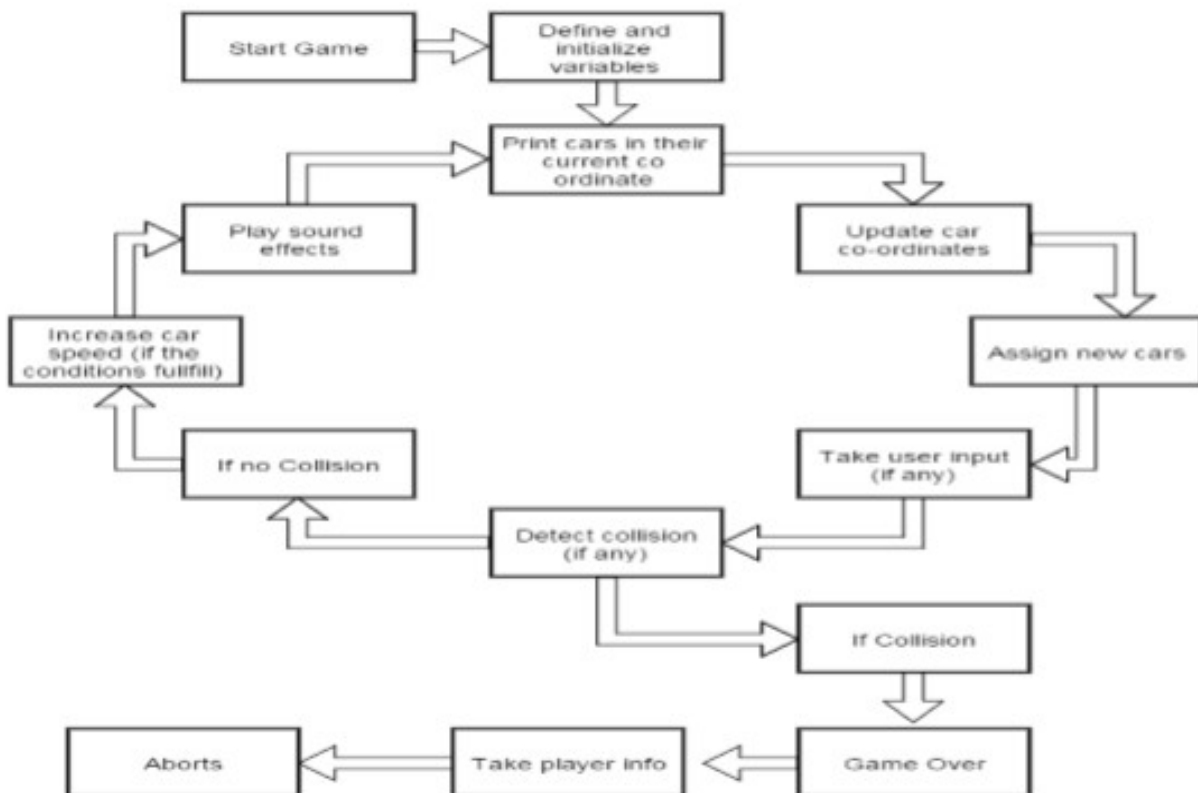 Start Game
Define and
initialize
variables
Print cars in their
current co
ordinate
Update car
co-ordinates
Assign new cars
Take user input
(if any)
Detect collision
(if any)
If no Collision
Increase car
speed (if the
conditions fullfill)
Play sound
effects
If Collision
Game Over
Take player info
Aborts